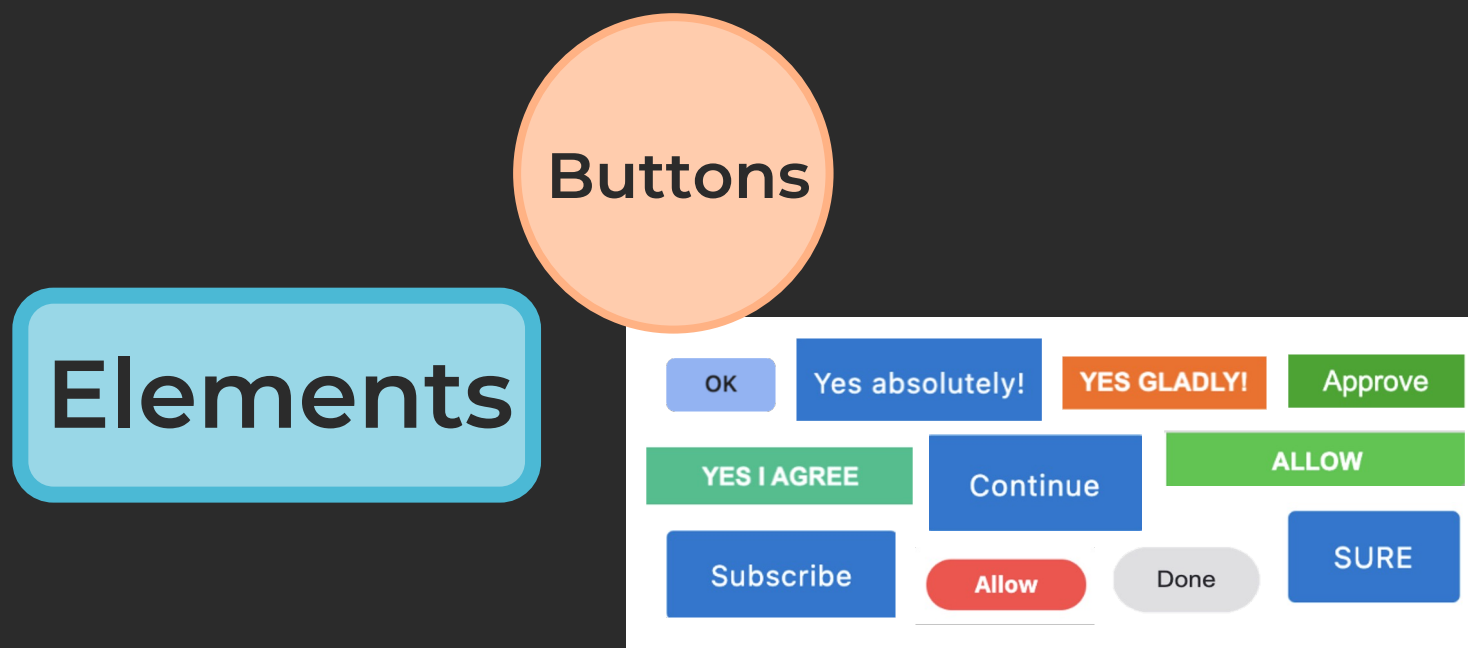 Buttons
Elements
OK
Yes absolutely!
YES GLADLY!
Approve
YES I AGREE
Continue
ALLOW
Subscribe
Allow
Done
SURE